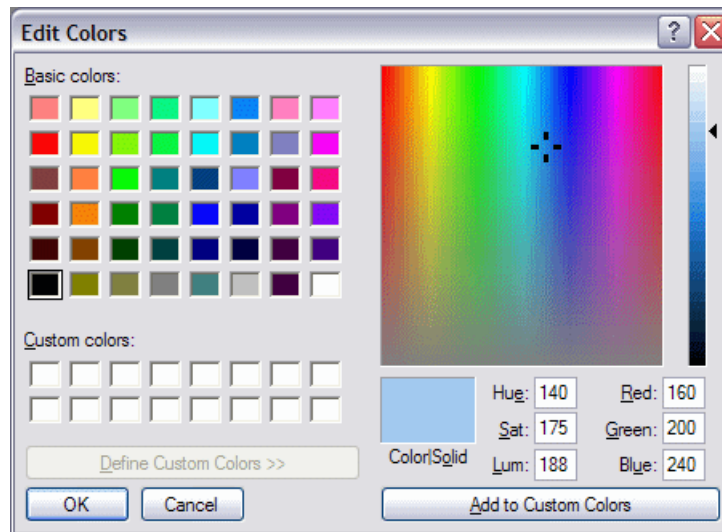 Edit Colors
Basic colors:
Custom colors:
Define Custom Colors >>
OK Cancel
Color|Solid
Hue: 140 Red: 160
Sat: 175 Green: 200
Lum: 188 Blue: 240
Add to Custom Colors